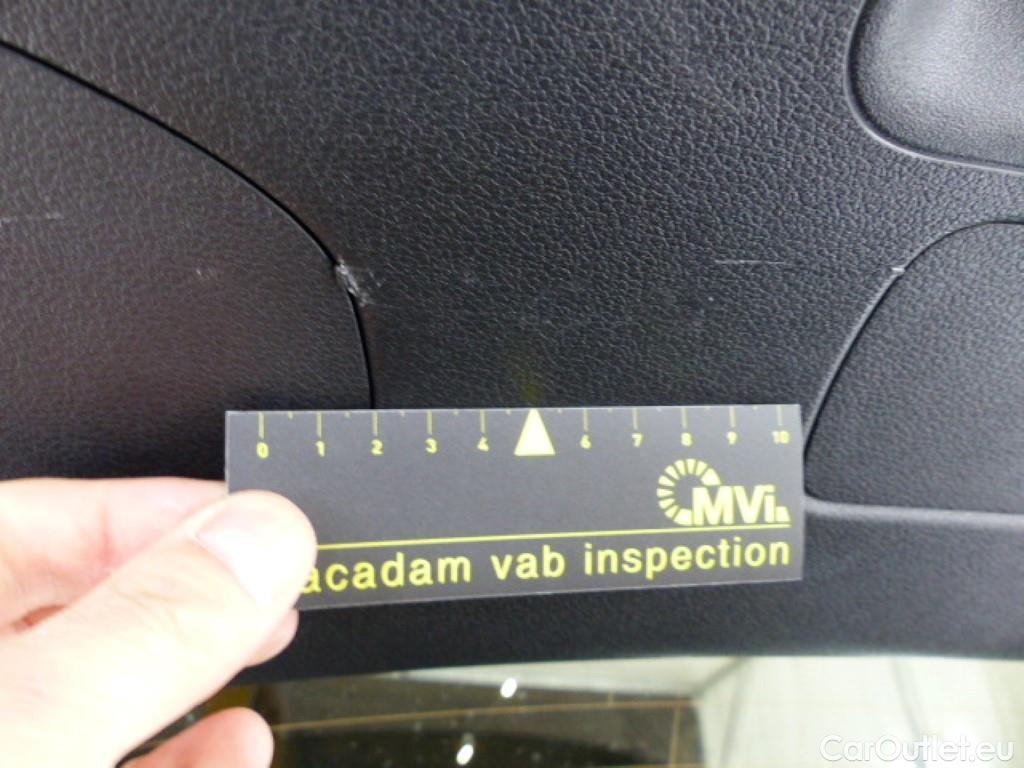 0 1 2 3 4 6 7 8 9 10
MVi.
acadam vab inspection
CarOutlet.eu